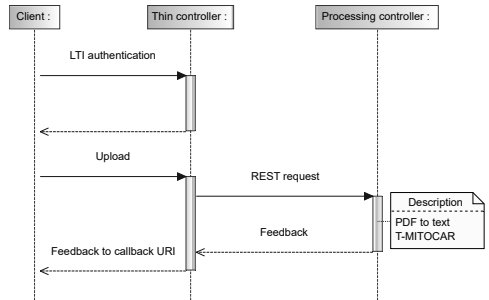 Client :
Thin controller :
Processing controller :
LTI authentication
Upload
REST request
Description
PDF to text
T-MITOCAR
Feedback
Feedback to callback URI